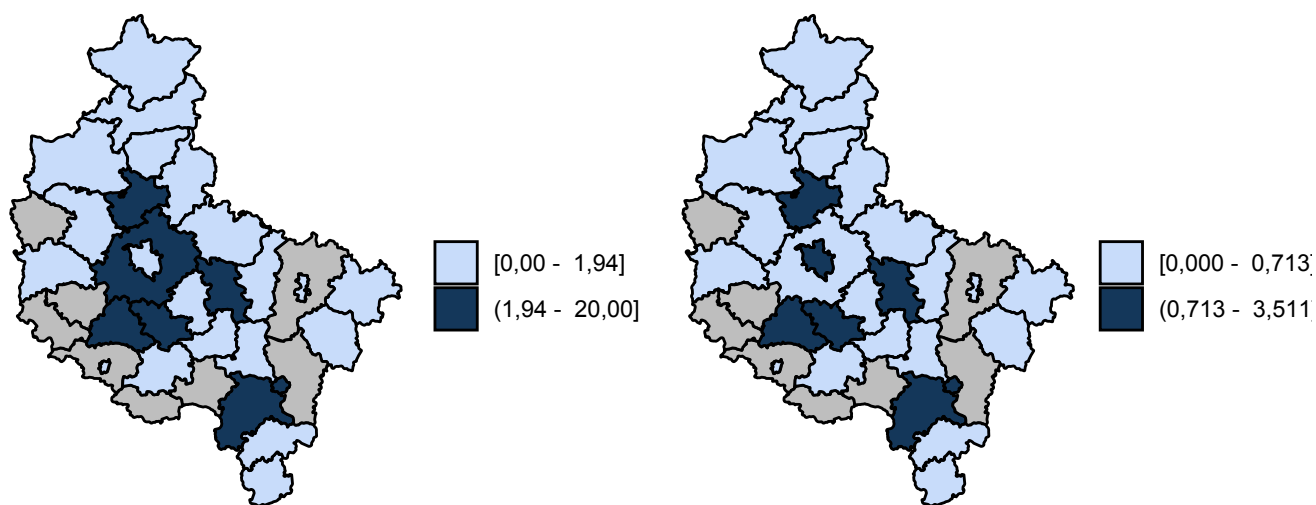 [0,00 - 1,94]
(1,94 - 20,00]
[0,000 - 0,713]
(0,713 - 3,511]